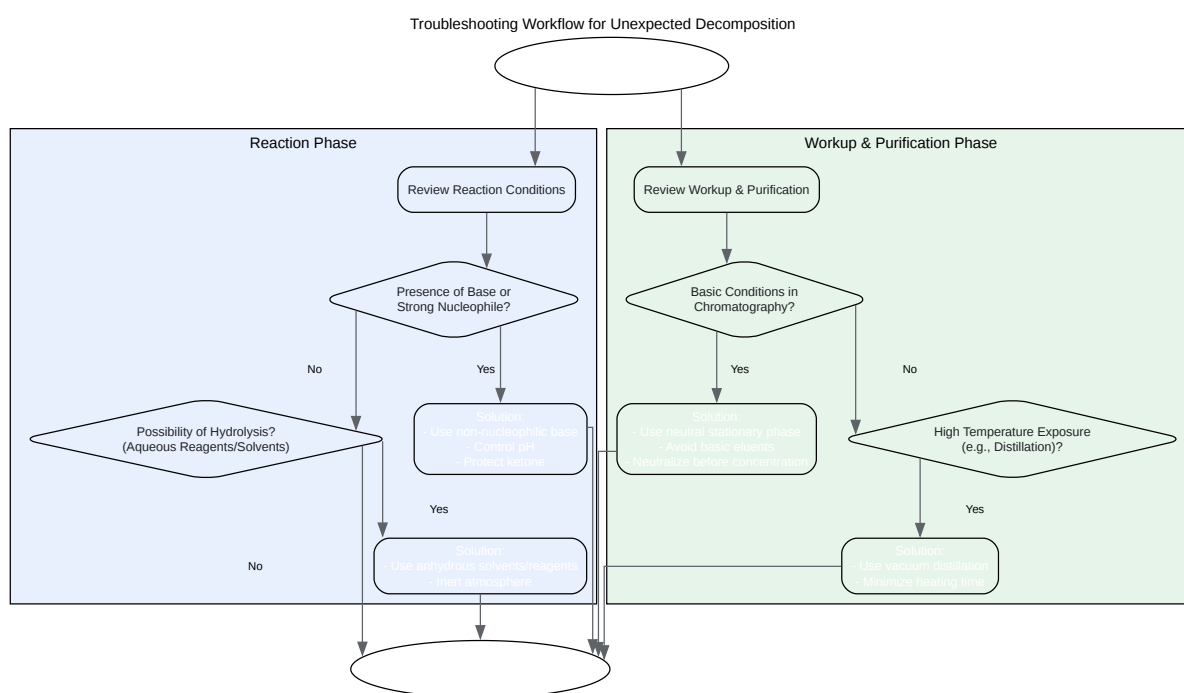 Troubleshooting Workflow for Unexpected Decomposition
Reaction Phase
Workup & Purification Phase
Review Reaction Conditions
Review Workup & Purification
Presence of Base or
Strong Nucleophile?
Basic Conditions in
Chromatography?
No
Yes
Yes
No
Possibility of Hydrolysis?
(Aqueous Reagents/Solvents)
Solution:
- Use non-nucleophilic base
- Control pH
- Protect ketone
Solution:
- Use neutral stationary phase
- Avoid basic eluents
- Neutralize before concentration
High Temperature Exposure
(e.g., Distillation)?
Yes
Yes
No
Solution:
- Use anhydrous solvents/reagents
- Inert atmosphere
Solution:
- Use vacuum distillation
- Minimize heating time